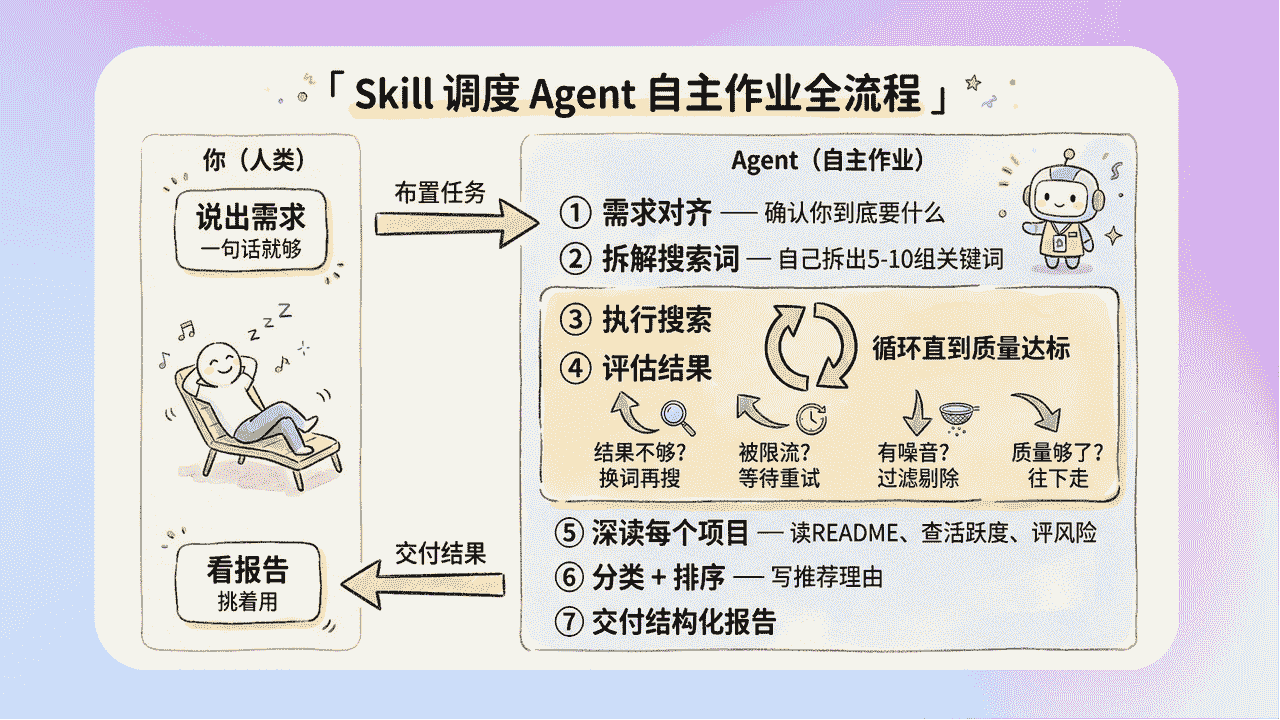 「 Skill 调度 Agent 自主作业全流程 」
你（人类）
说出需求
一句话就够
z z Z Z
看报告
挑着用
布置任务
交付结果
Agent（自主作业）
① 需求对齐 —— 确认你到底要什么
② 拆解搜索词 — 自己拆出5-10组关键词
③ 执行搜索
④ 评估结果
循环直到质量达标
结果不够？
换词再搜
被限流？
等待重试
有噪音？
过滤剔除
质量够了？
往下走
⑤ 深读每个项目 — 读README、查活跃度、评风险
⑥ 分类 + 排序 —— 写推荐理由
⑦ 交付结构化报告